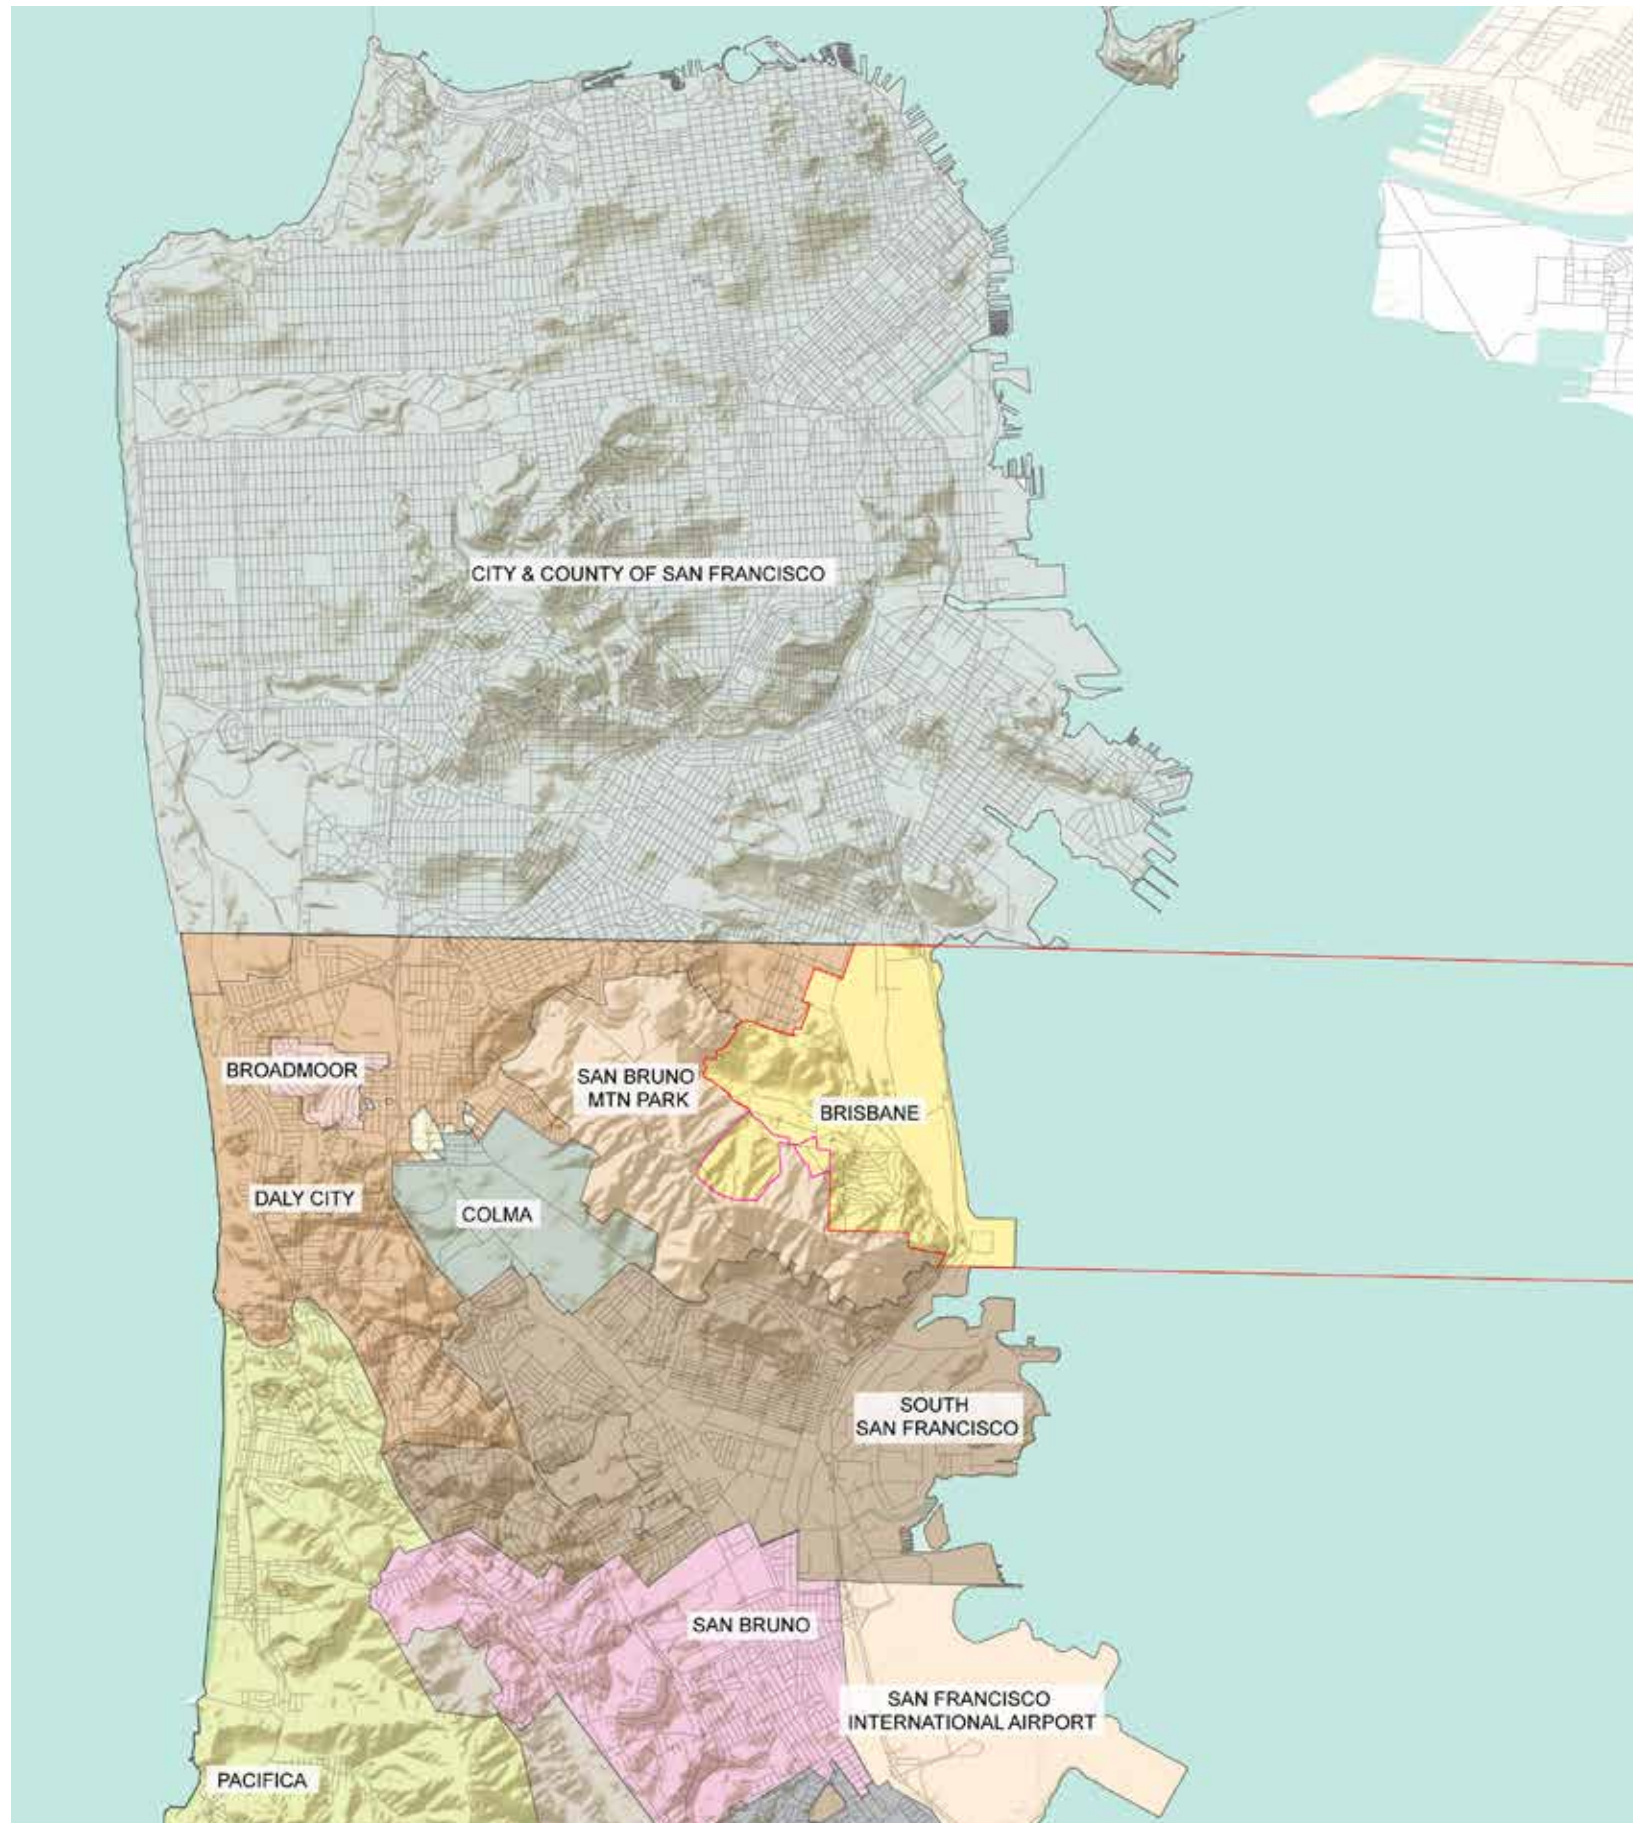 CITY & COUNTY OF SAN FRANCISCO
BROADMOOR
SAN BRUNO
MTN PARK
BRISBANE
DALY CITY
COLMA
SOUTH
SAN FRANCISCO
SAN BRUNO
SAN FRANCISCO
INTERNATIONAL AIRPORT
PACIFICA